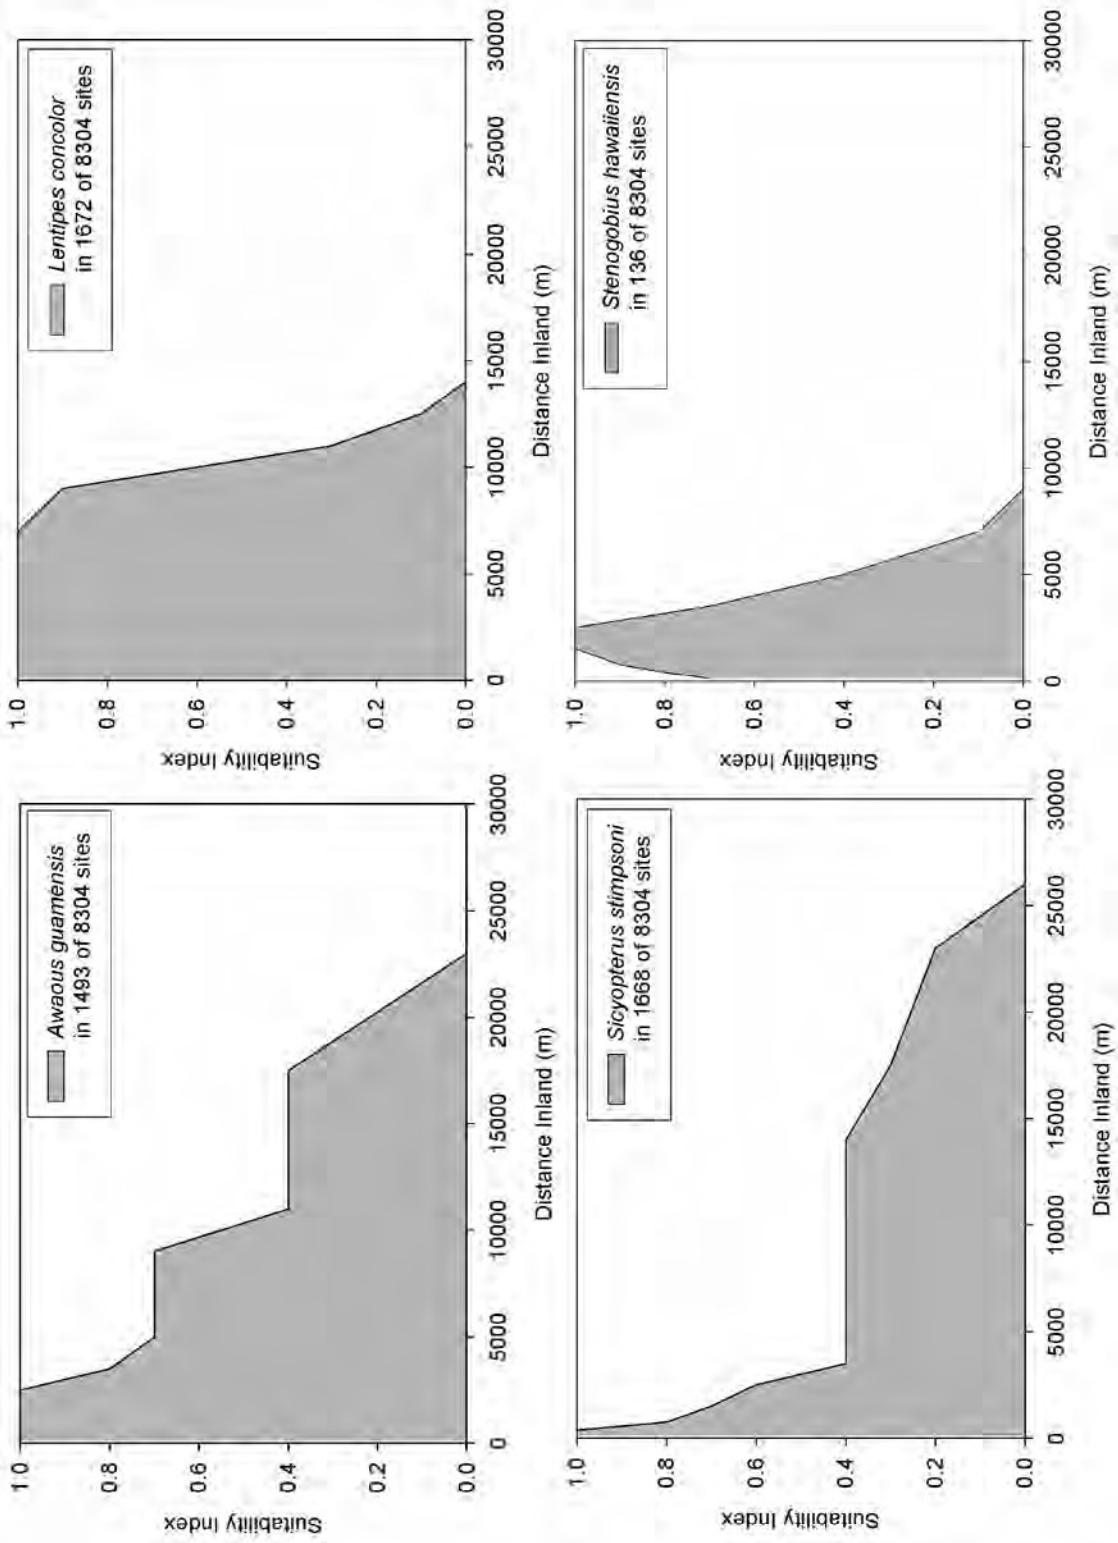 Suitability Index
1.0
0.8
0.6
0.4
0.2
0.0
Awaous guamensis
in 1493 of 8304 sites
0 5000 10000 15000 20000 25000 30000
Distance Inland (m)
Suitability Index
1.0
0.8
0.6
0.4
0.2
0.0
Lentipes concolor
in 1672 of 8304 sites
0 5000 10000 15000 20000 25000 30000
Distance Inland (m)
Suitability Index
1.0
0.8
0.6
0.4
0.2
0.0
Sicyopterus stimpsoni
in 1668 of 8304 sites
0 5000 10000 15000 20000 25000 30000
Distance Inland (m)
Suitability Index
1.0
0.8
0.6
0.4
0.2
0.0
Stenogobius hawaiiensis
in 136 of 8304 sites
0 5000 10000 15000 20000 25000 30000
Distance Inland (m)